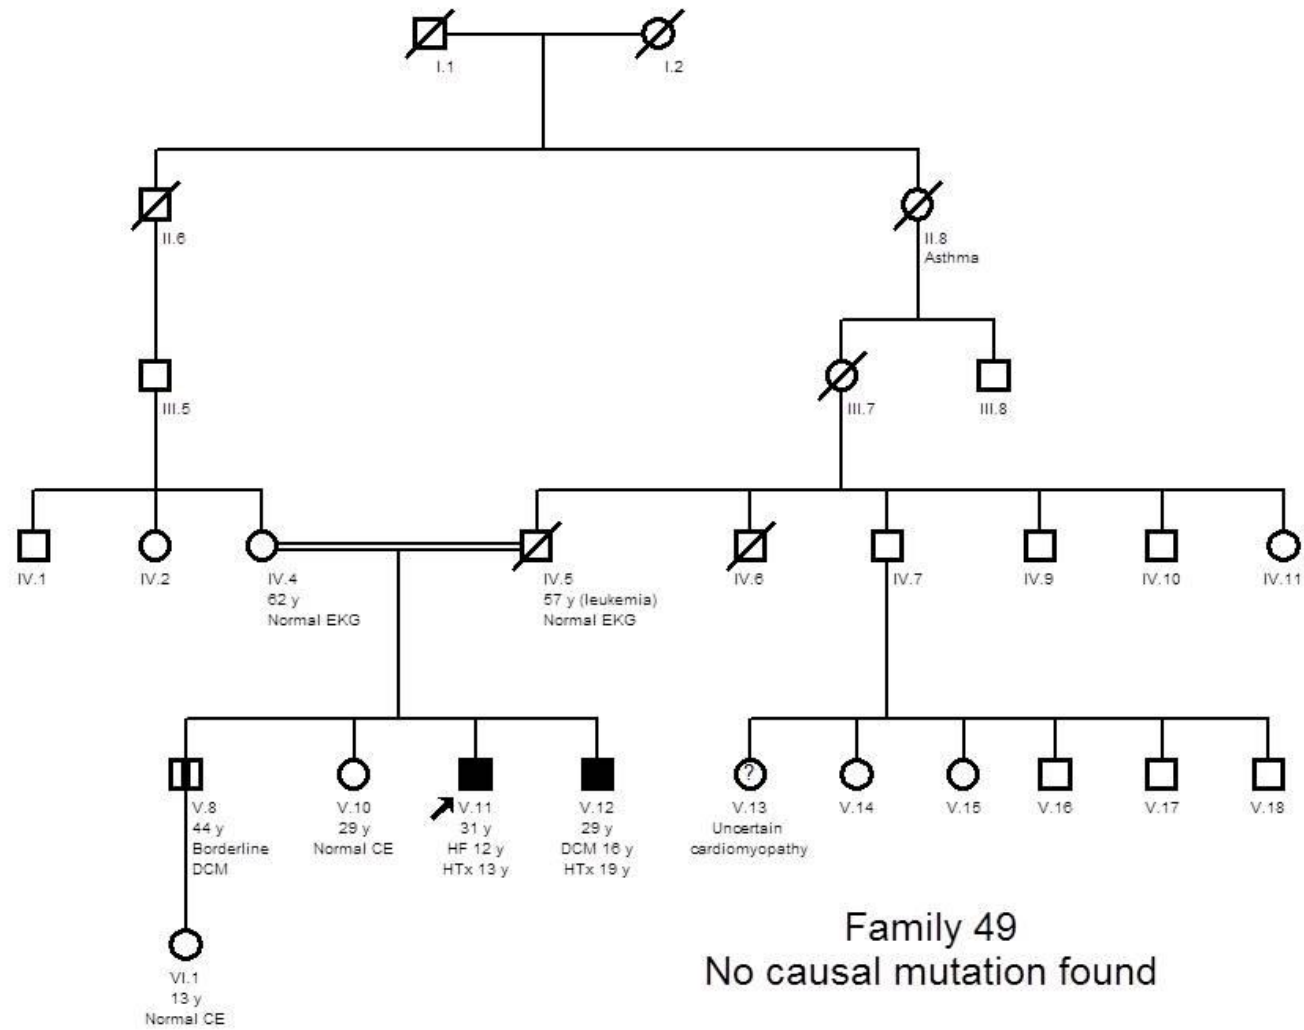 I.1
I.2
II.6
II.8
Asthma
III.5
III.7
III.8
IV.1
IV.2
IV.4
62 y
Normal EKG
IV.5
57 y (leukemia)
Normal EKG
IV.6
IV.7
IV.9
IV.10
IV.11
V.8
44 y
Borderline
DCM
V.10
29 y
Normal CE
V.11
31 y
HF 12 y
HTx 13 y
V.12
29 y
DCM 16 y
HTx 19 y
?
V.13
Uncertain
cardiomyopathy
V.14
V.15
V.16
V.17
V.18
VI.1
13 y
Normal CE
Family 49
No causal mutation found